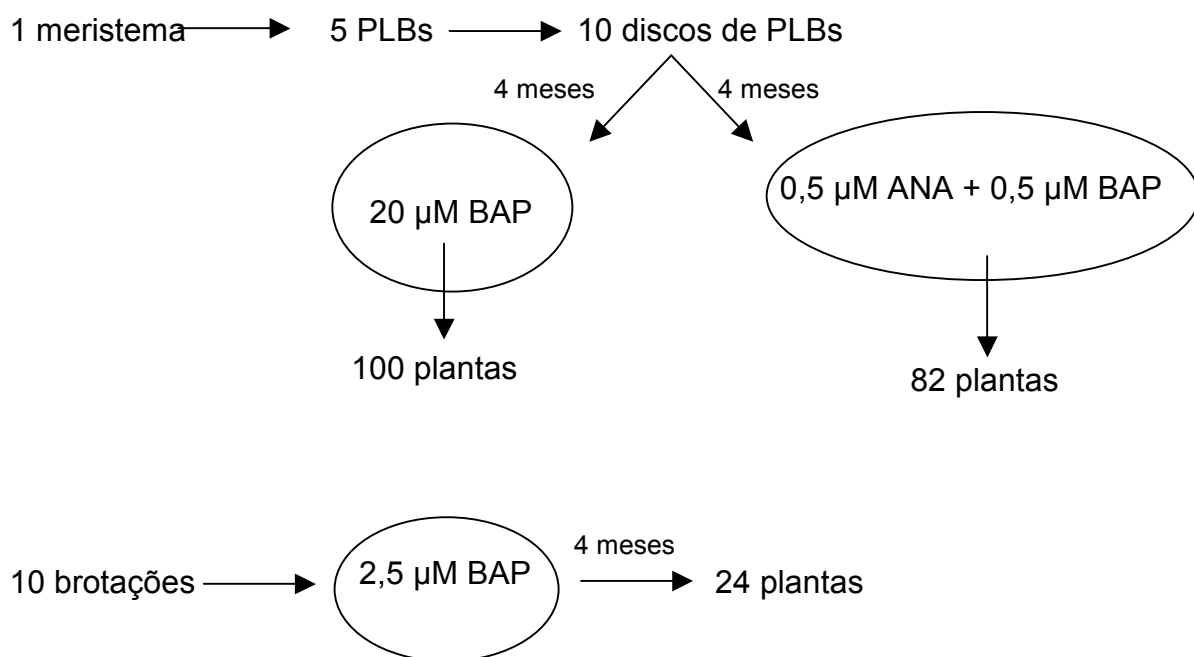 1 meristema
5 PLBs
10 discos de PLBs
4 meses
4 meses
20 µM BAP
0,5 µM ANA + 0,5 µM BAP
100 plantas
82 plantas
10 brotações
2,5 µM BAP
4 meses
24 plantas